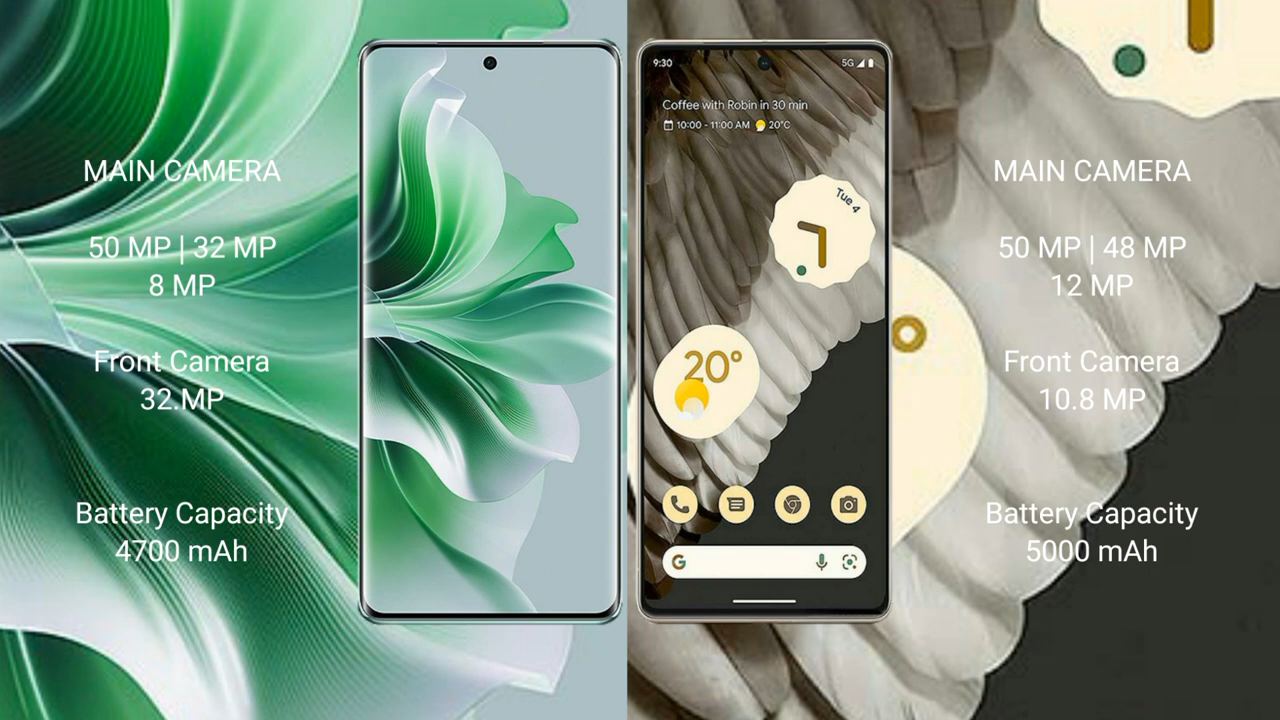 MAIN CAMERA
50 MP | 32 MP
8 MP
Front Camera
32.MP
Battery Capacity
4700 mAh
9:30
5G
Coffee with Robin in 30 min
10:00 - 11:00 AM 20°C
Tue 4
20°
G
MAIN CAMERA
50 MP | 48 MP
12 MP
Front Camera
10.8 MP
Battery Capacity
5000 mAh